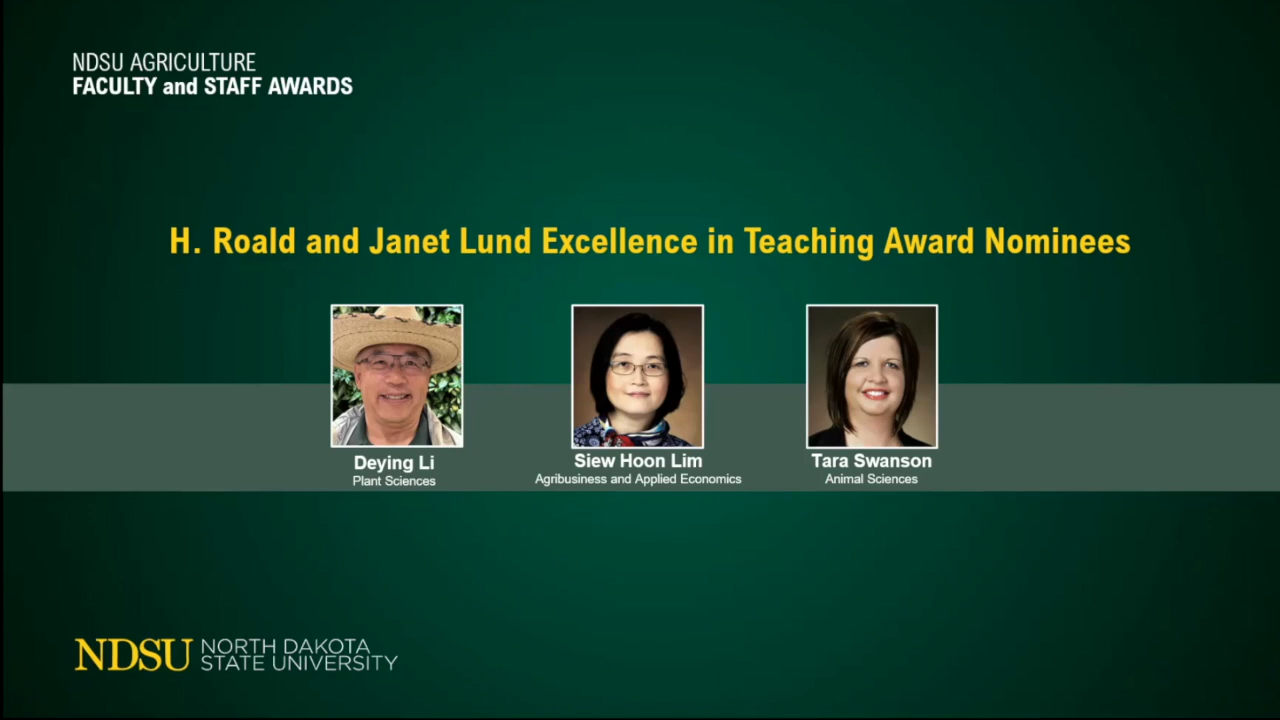 NDSU AGRICULTURE
FACULTY and STAFF AWARDS
H. Roald and Janet Lund Excellence in Teaching Award Nominees
Deying Li
Plant Sciences
Siew Hoon Lim
Agribusiness and Applied Economics
Tara Swanson
Animal Sciences
NDSU NORTH DAKOTA
STATE UNIVERSITY